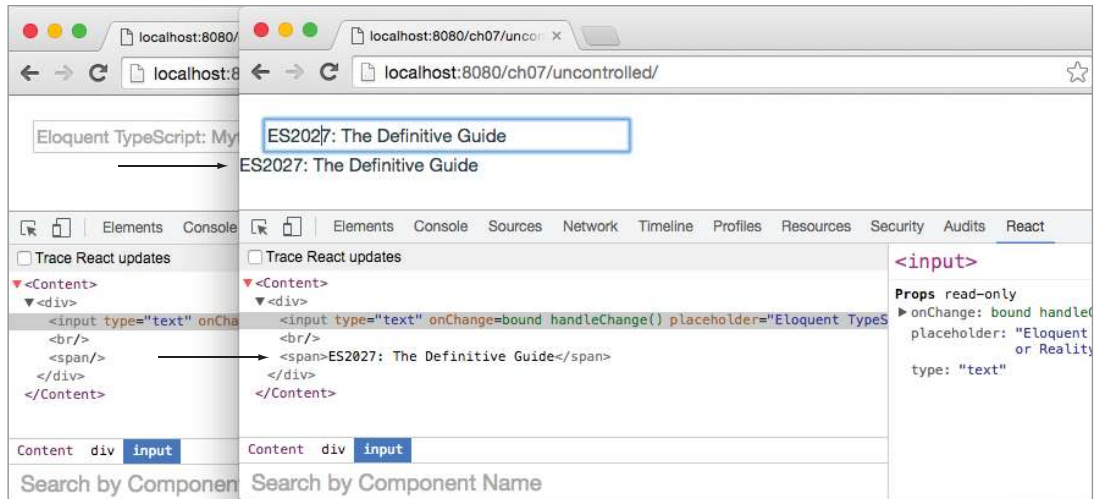 localhost:8080/
localhost:8
Eloquent TypeScript: My
Elements Console
Trace React updates
<Content>
<div>
<input type="text" onCha
<br/>
<span/>
</div>
</Content>
Content div input
Search by Componen
localhost:8080/ch07/uncon
localhost:8080/ch07/uncontrolled/
ES2027: The Definitive Guide
ES2027: The Definitive Guide
Elements Console Sources Network Timeline Profiles Resources Security Audits React
Trace React updates
<Content>
<div>
<input type="text" onChange=bound handleChange() placeholder="Eloquent TypeS
<br/>
<span>ES2027: The Definitive Guide</span>
</div>
</Content>
Content div input
Search by Component Name
<input>
Props read-only
onChange: bound handleC
placeholder: "Eloquent
or Reality
type: "text"